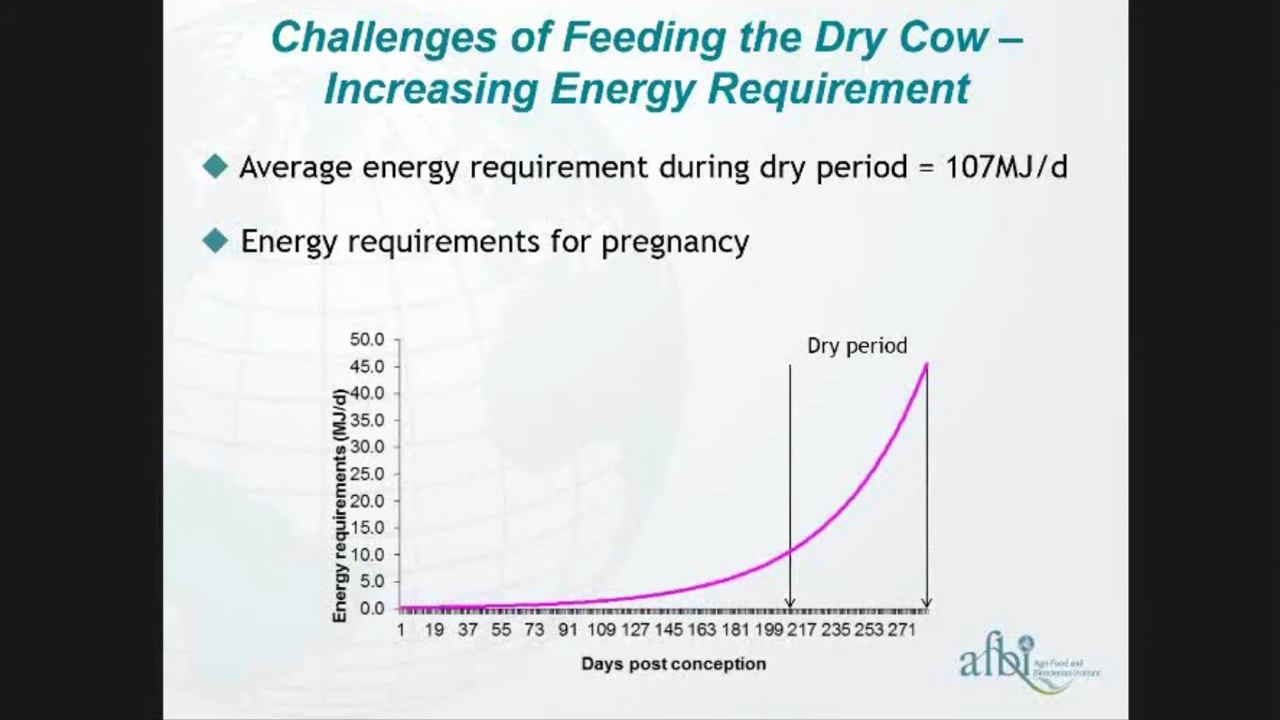 Challenges of Feeding the Dry Cow –
Increasing Energy Requirement
Average energy requirement during dry period = 107MJ/d
Energy requirements for pregnancy
Dry period
Energy requirements (MJ/d)
50.0
45.0
40.0
35.0
30.0
25.0
20.0
15.0
10.0
5.0
0.0
1 19 37 55 73 91 109 127 145 163 181 199 217 235 253 271
Days post conception
afbi
Agri Food and
Biosciences Institute